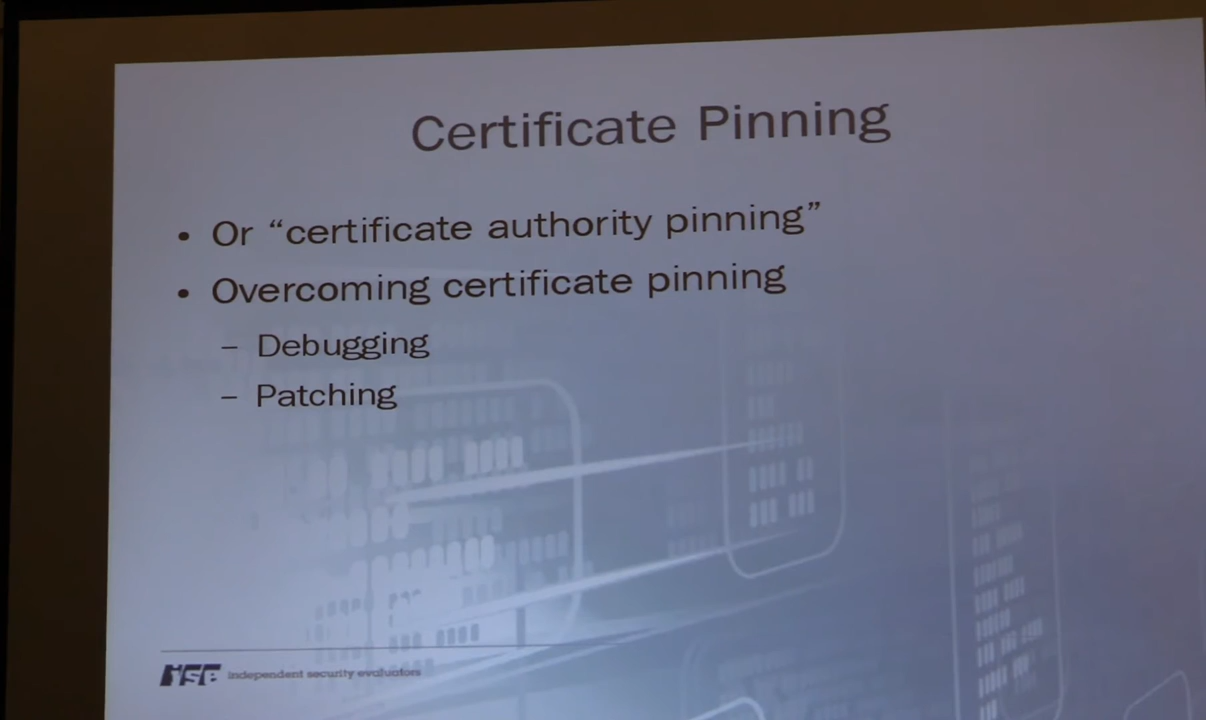 Certificate Pinning
• Or “certificate authority pinning”
• Overcoming certificate pinning
– Debugging
– Patching
ise independent security evaluators